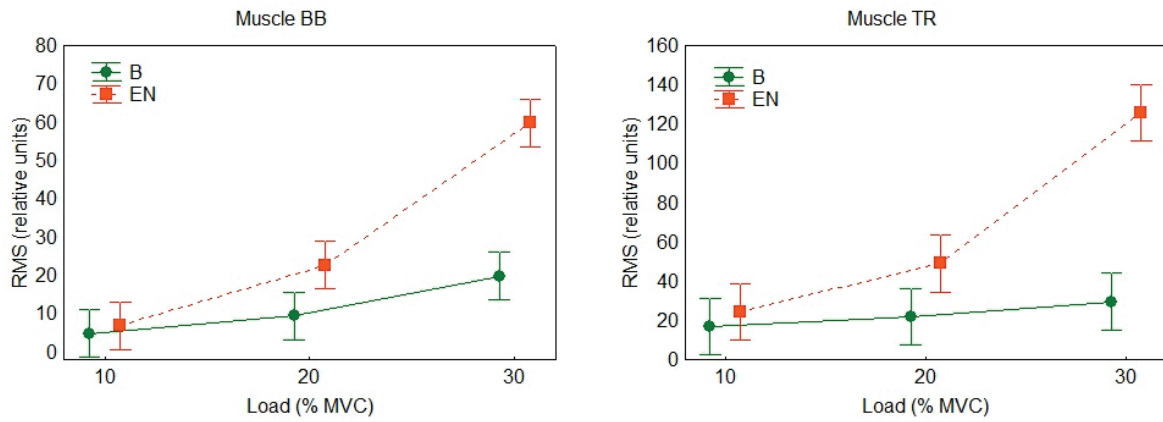 Muscle BB
80
70
60
50
40
30
20
10
0
RMS (relative units)
B
EN
10 20 30
Load (% MVC)
Muscle TR
160
140
120
100
80
60
40
20
0
RMS (relative units)
B
EN
10 20 30
Load (% MVC)